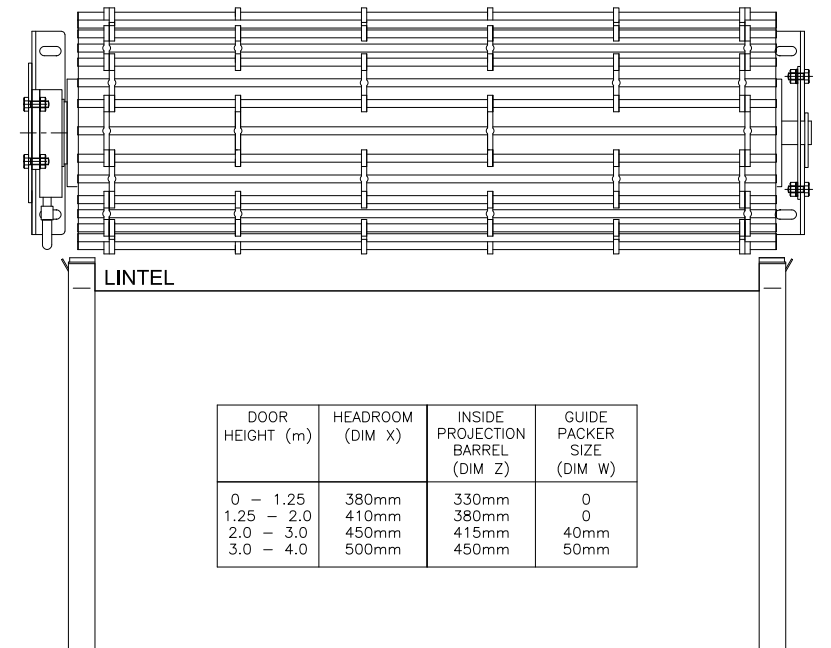 LINTEL
DOOR HEIGHT (m) HEADROOM (DIM X) INSIDE PROJECTION BARREL (DIM Z) GUIDE PACKER SIZE (DIM W)
0 – 1.25 380mm 330mm 0
1.25 – 2.0 410mm 380mm 0
2.0 – 3.0 450mm 415mm 40mm
3.0 – 4.0 500mm 450mm 50mm